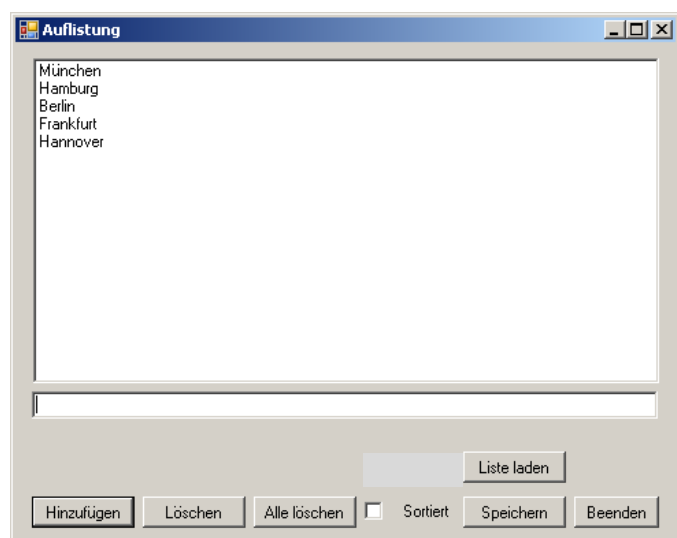 Auflistung
München
Hamburg
Berlin
Frankfurt
Hannover
Liste laden
Hinzufügen Löschen Alle löschen Sortiert Speichern Beenden